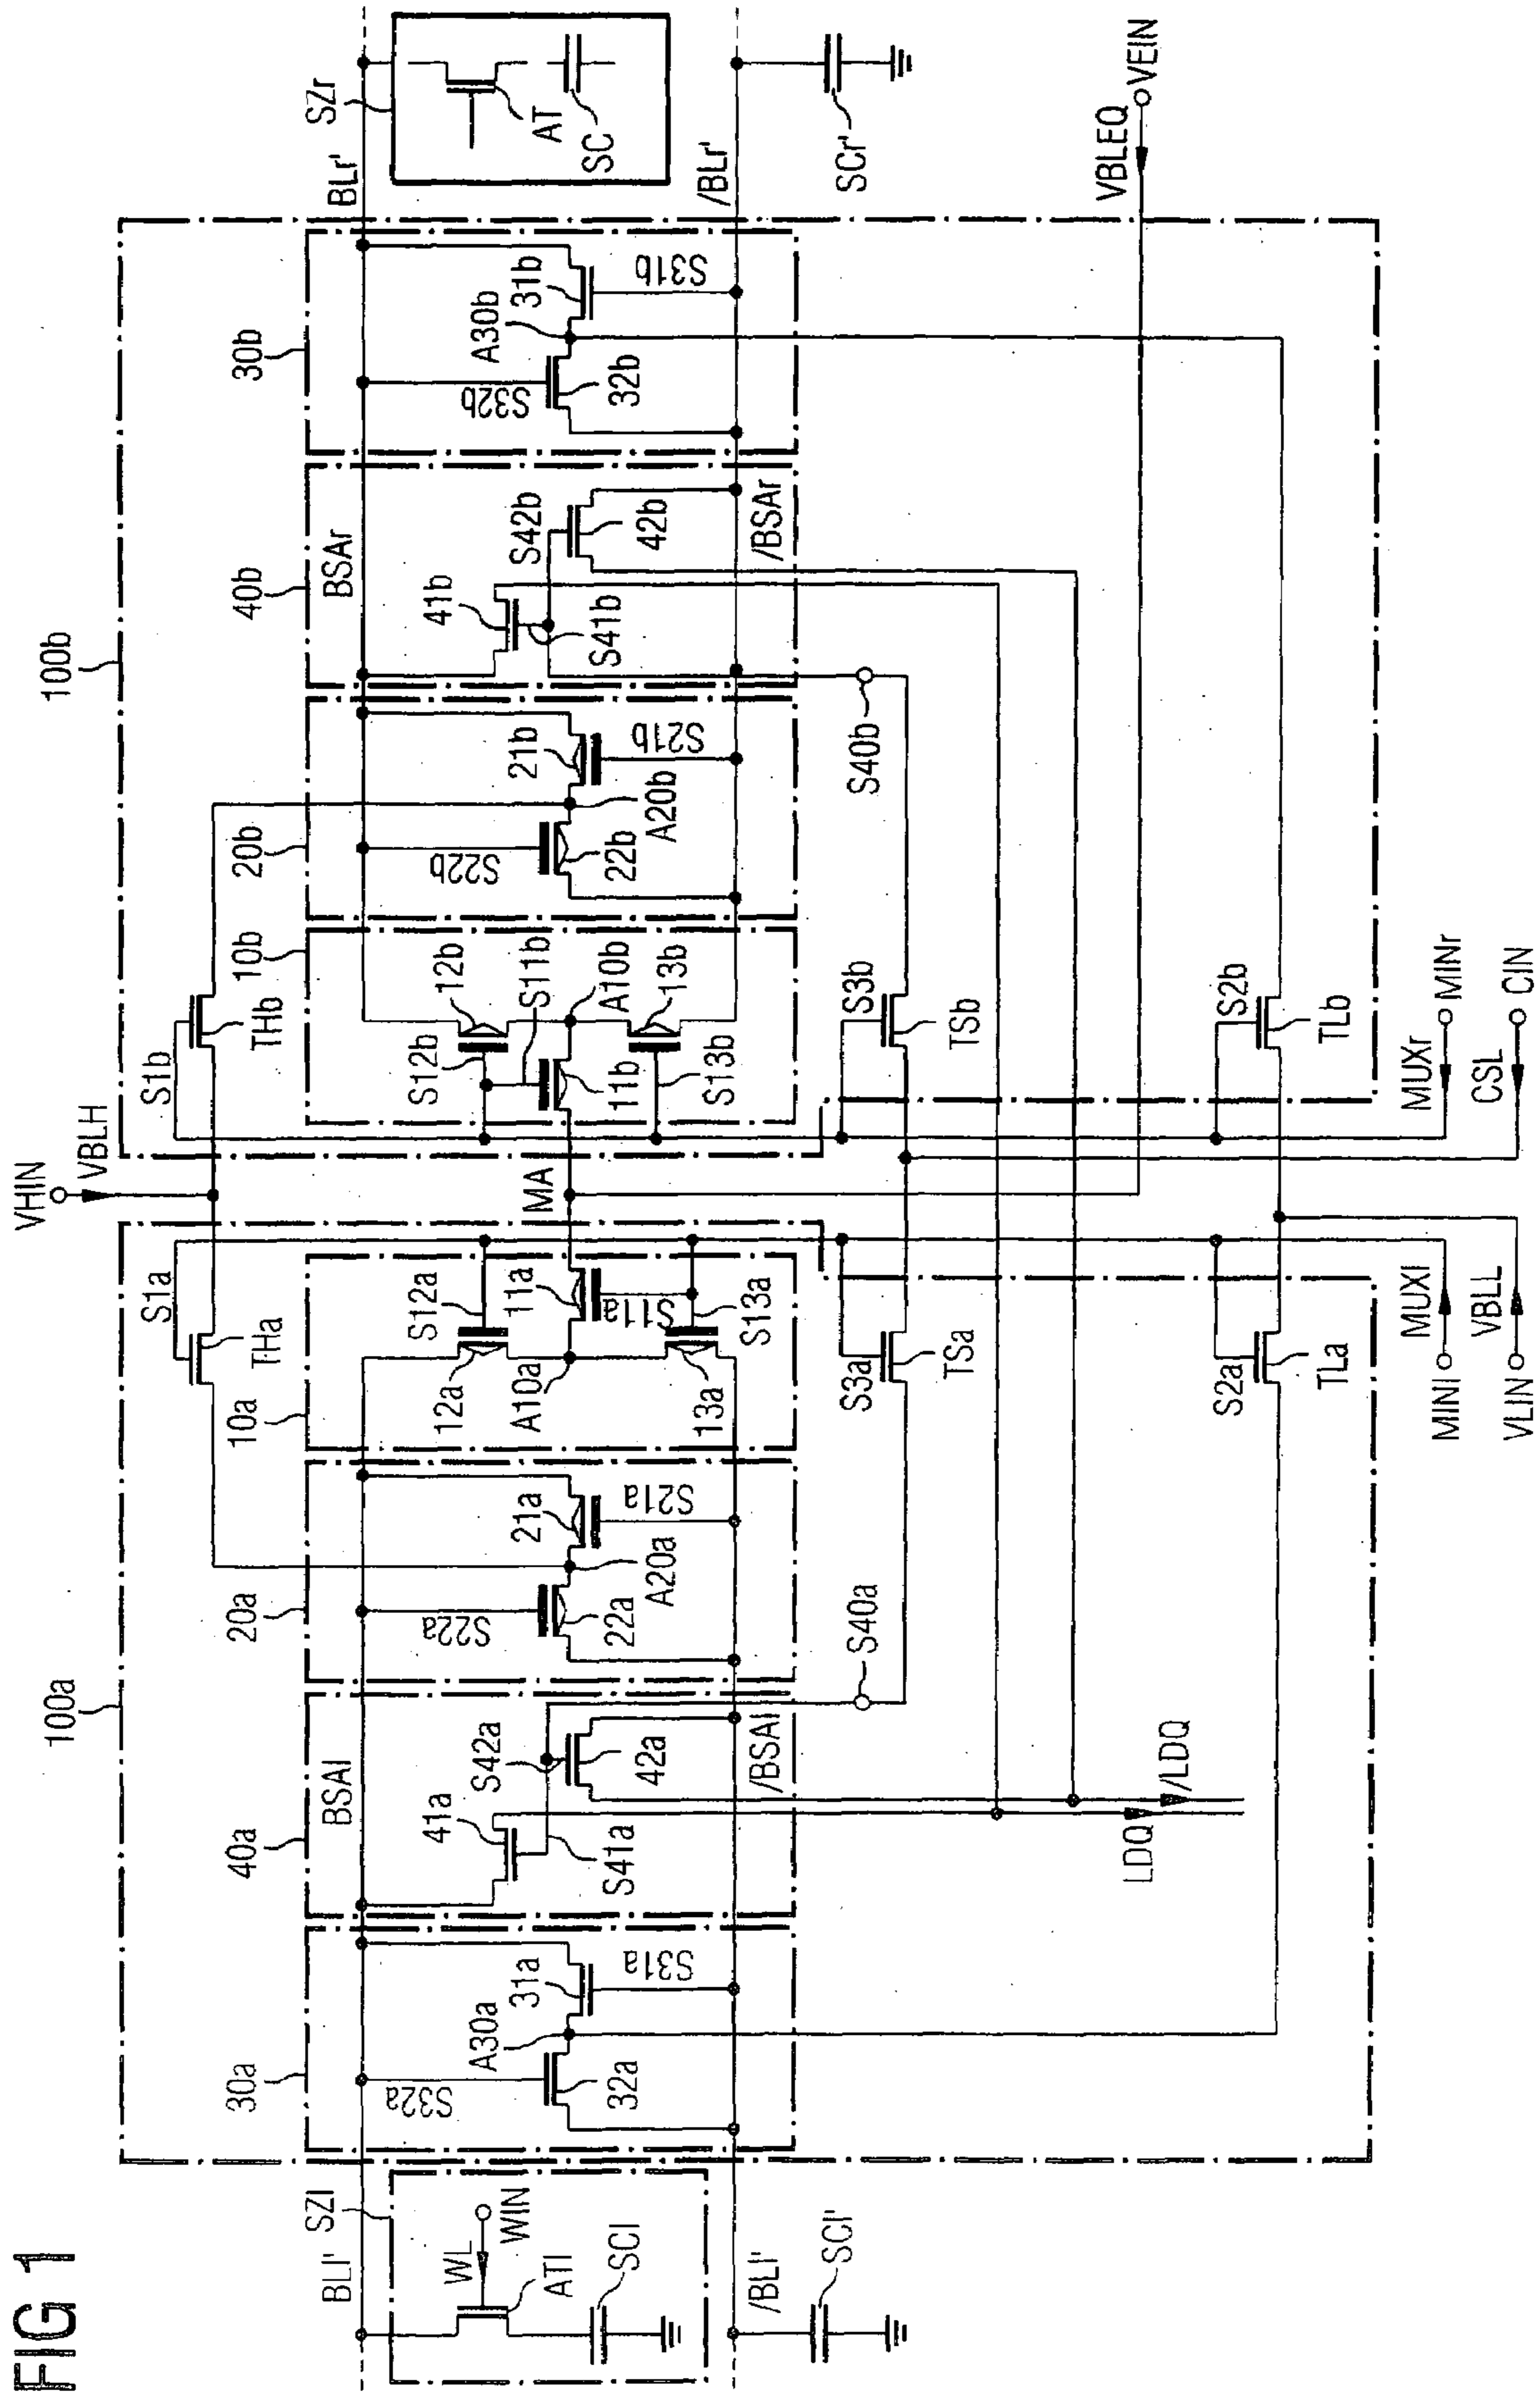 FIG 1
100a
100b
VHIN
VBLH
S1a
THa
S1b
THb
30a
40a
20a
10a
10b
20b
40b
30b
SZl
BLl'
WL
WIN
ATl
SCl
/BLl'
SCl'
S32a
A30a
31a
32a
S31a
BSAl
41a
S42a
S41a
42a
/BSAl
S22a
21a
22a
A20a
S21a
S12a
12a
11a
A10a
S11a
13a
S13a
MA
S12b
12b
S11b
A10b
11b
13b
S13b
S22b
21b
22b
A20b
S21b
BSAr
41b
S42b
S41b
42b
/BSAr
S32b
A30b
31b
32b
S31b
BLr'
SZr
AT
SC
/BLr'
SCr'
S40a
S3a
TSa
S3b
TSb
S40b
LDQ
/LDQ
VBLEQ
VEIN
S2a
TLa
S2b
TLb
MINl
MUXl
MUXr
MINr
VLIN
VBLL
CSL
CIN